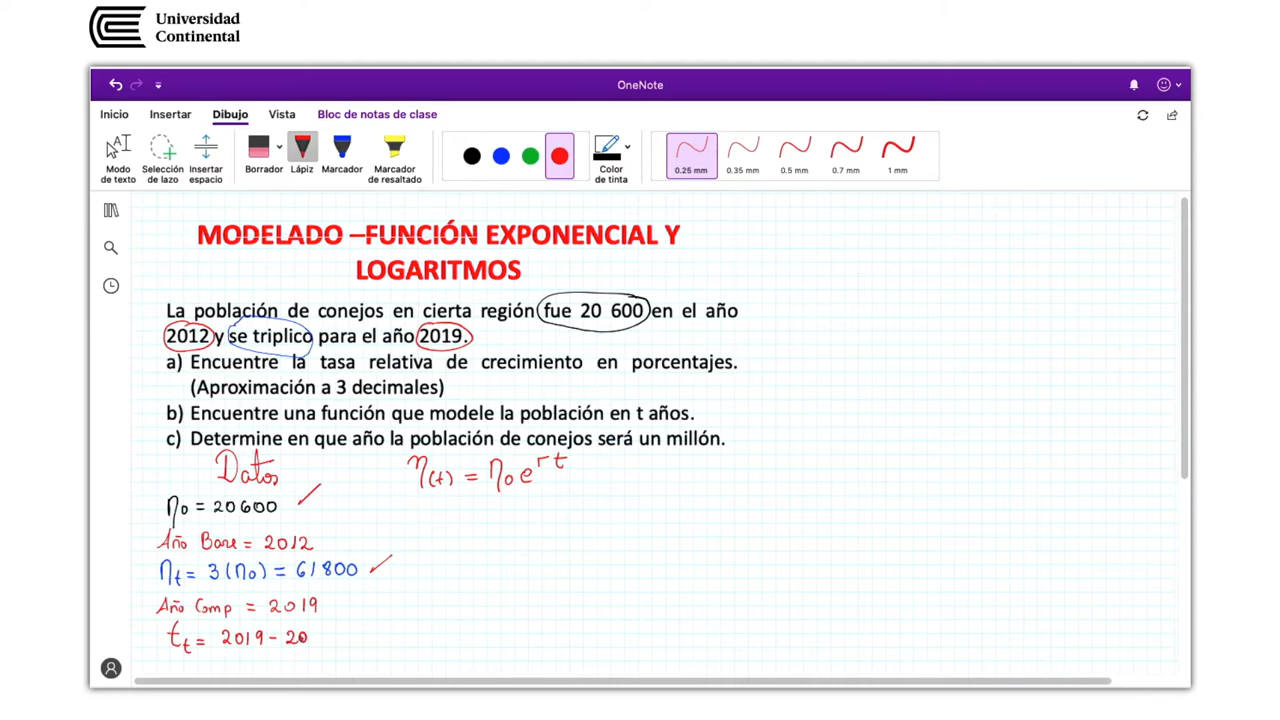 Universidad
Continental
OneNote
Inicio Insertar Dibujo Vista Bloc de notas de clase
Modo de texto Selección de lazo Insertar espacio Borrador Lápiz Marcador Marcador de resaltado Color de tinta 0.25 mm 0.35 mm 0.5 mm 0.7 mm 1 mm
MODELADO –FUNCIÓN EXPONENCIAL Y
LOGARITMOS
La población de conejos en cierta región fue 20 600 en el año
2012 y se triplico para el año 2019.
a) Encuentre la tasa relativa de crecimiento en porcentajes.
(Aproximación a 3 decimales)
b) Encuentre una función que modele la población en t años.
c) Determine en que año la población de conejos será un millón.
Datos η(t) = η0 e^rt
η0 = 20600
Año Base = 2012
ηt = 3(η0) = 61800
Año Comp = 2019
tt = 2019 - 20